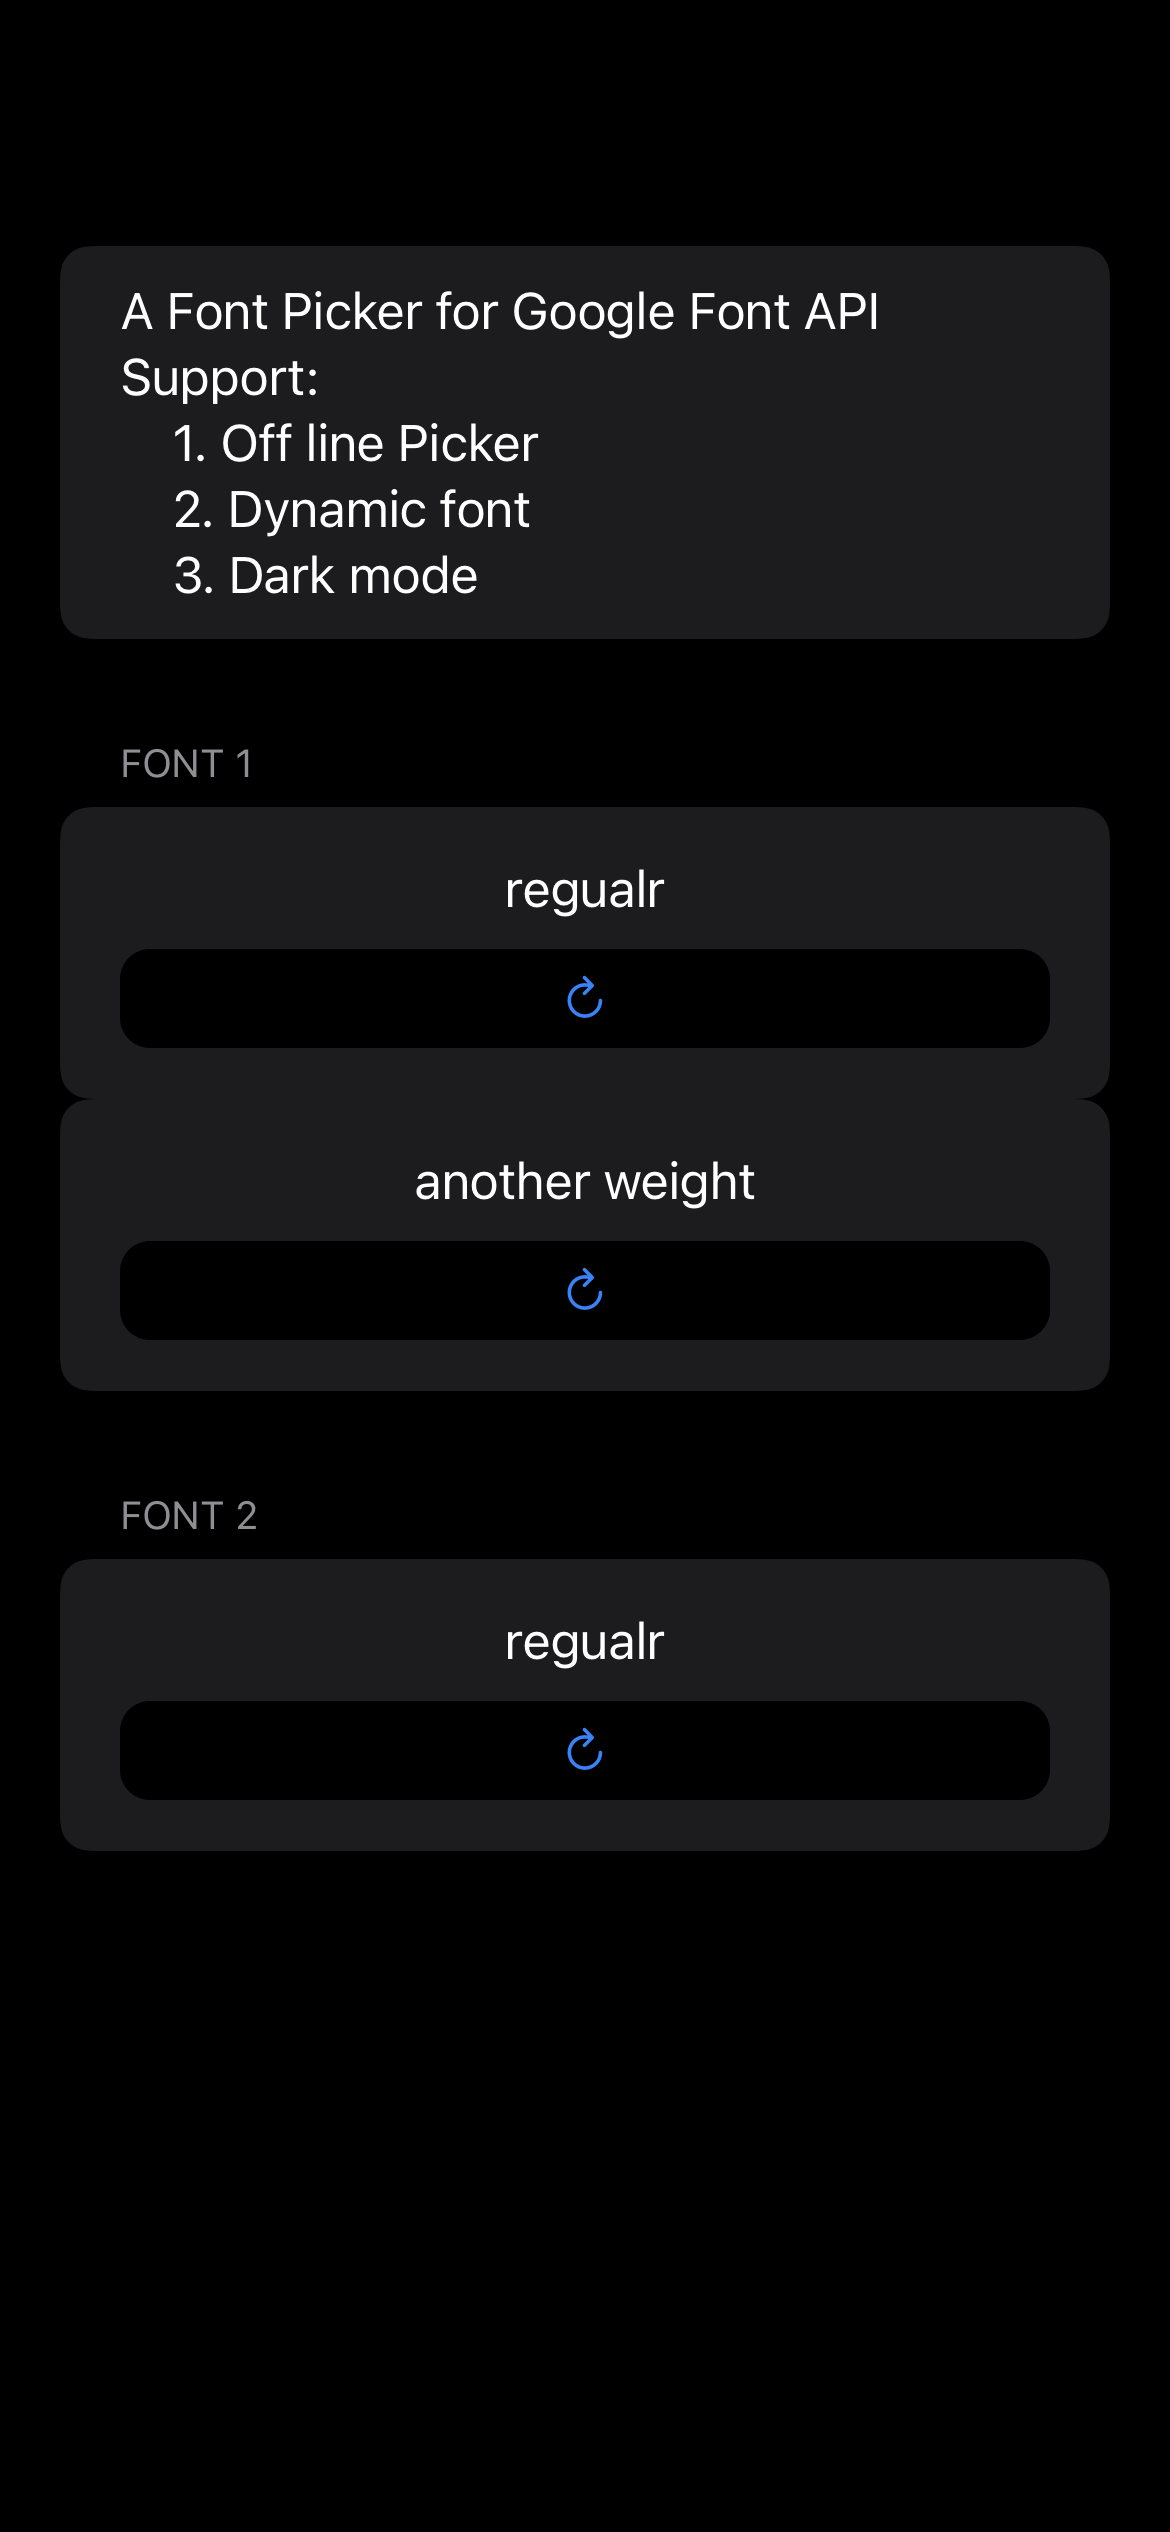 A Font Picker for Google Font API
Support:
1. Off line Picker
2. Dynamic font
3. Dark mode
FONT 1
regualr
another weight
FONT 2
regualr